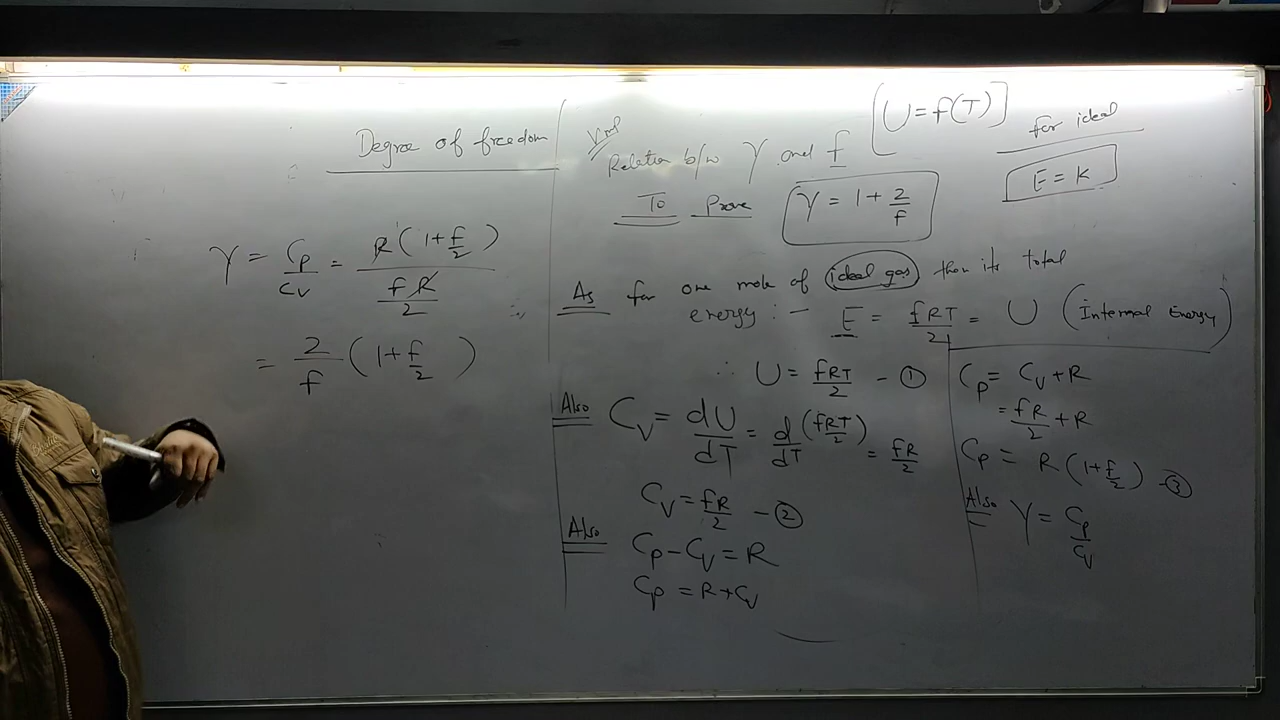 Degree of freedom
γ = Cp/Cv = R(1+f/2) / (fR/2)
= 2/f (1+f/2)
Vmf
Relation b/w γ and f [U=f(T)]
for ideal
E = K
To Prove γ = 1 + 2/f
As for one mole of ideal gas then its total
energy :- E = fRT/2 = U (Internal Energy)
∴ U = fRT/2 - ①
Also Cv = dU/dT = d/dT (fRT/2) = fR/2
Cv = fR/2 - ②
Also Cp - Cv = R
Cp = R + Cv
Cp = Cv + R
= fR/2 + R
Cp = R(1+f/2) - ③
Also γ = Cp/Cv